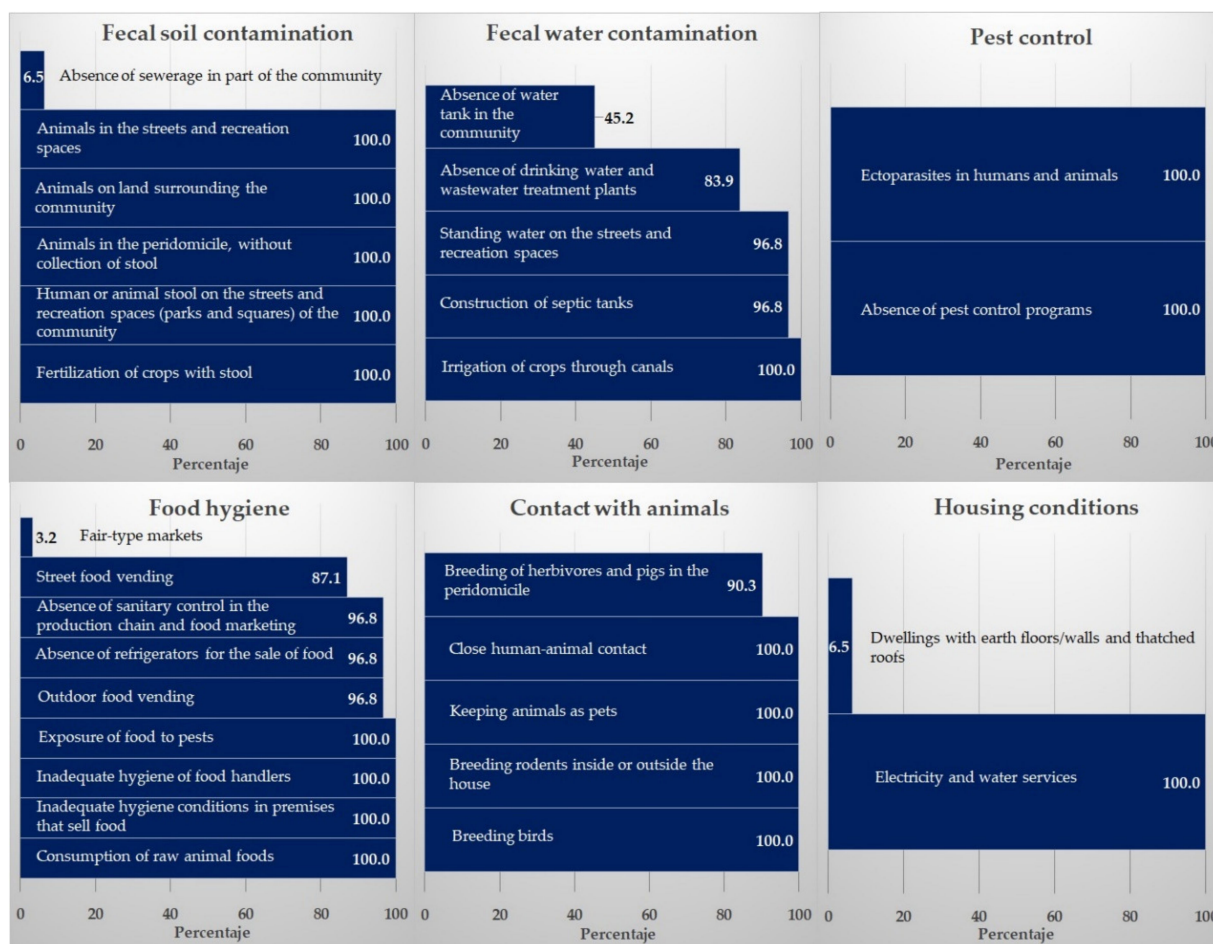 Fecal soil contamination
6.5 Absence of sewerage in part of the community
Animals in the streets and recreation
spaces
100.0
Animals on land surrounding the
community
100.0
Animals in the peridomicile, without
collection of stool
100.0
Human or animal stool on the streets and
recreation spaces (parks and squares) of the
community
100.0
Fertilization of crops with stool 100.0
0 20 40 60 80 100
Percentaje
Fecal water contamination
Absence of water
tank in the
community
45.2
Absence of drinking water and
wastewater treatment plants
83.9
Standing water on the streets and
recreation spaces
96.8
Construction of septic tanks 96.8
Irrigation of crops through canals 100.0
0 20 40 60 80 100
Percentaje
Pest control
Ectoparasites in humans and animals 100.0
Absence of pest control programs 100.0
0 20 40 60 80 100
Percentaje
Food hygiene
3.2 Fair-type markets
Street food vending 87.1
Absence of sanitary control in the
production chain and food marketing
96.8
Absence of refrigerators for the sale of food 96.8
Outdoor food vending 96.8
Exposure of food to pests 100.0
Inadequate hygiene of food handlers 100.0
Inadequate hygiene conditions in premises
that sell food
100.0
Consumption of raw animal foods 100.0
0 20 40 60 80 100
Percentaje
Contact with animals
Breeding of herbivores and pigs in the
peridomicile
90.3
Close human-animal contact 100.0
Keeping animals as pets 100.0
Breeding rodents inside or outside the
house
100.0
Breeding birds 100.0
0 20 40 60 80 100
Percentaje
Housing conditions
6.5 Dwellings with earth floors/walls and thatched
roofs
Electricity and water services 100.0
0 20 40 60 80 100
Percentaje